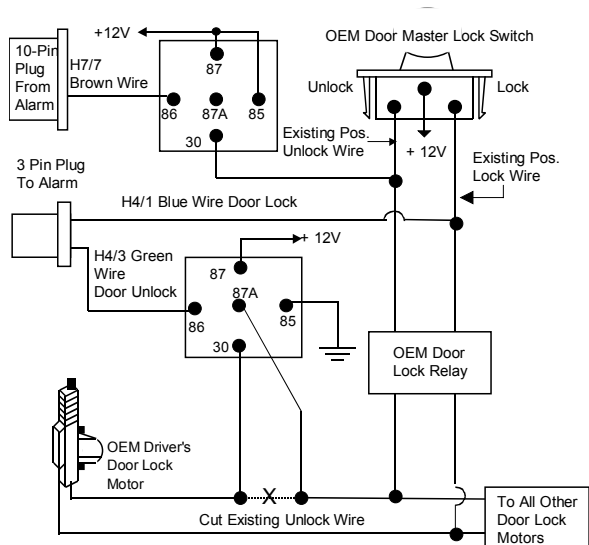 +12V
OEM Door Master Lock Switch
10-Pin
Plug
From
Alarm
H7/7
Brown Wire
87
86
87A
85
30
Unlock
Lock
Existing Pos.
Unlock Wire
+ 12V
Existing Pos.
Lock Wire
3 Pin Plug
To Alarm
H4/1 Blue Wire Door Lock
+ 12V
H4/3 Green
Wire
Door Unlock
87
87A
86
85
30
OEM Door
Lock Relay
OEM Driver's
Door Lock
Motor
X
Cut Existing Unlock Wire
To All Other
Door Lock
Motors